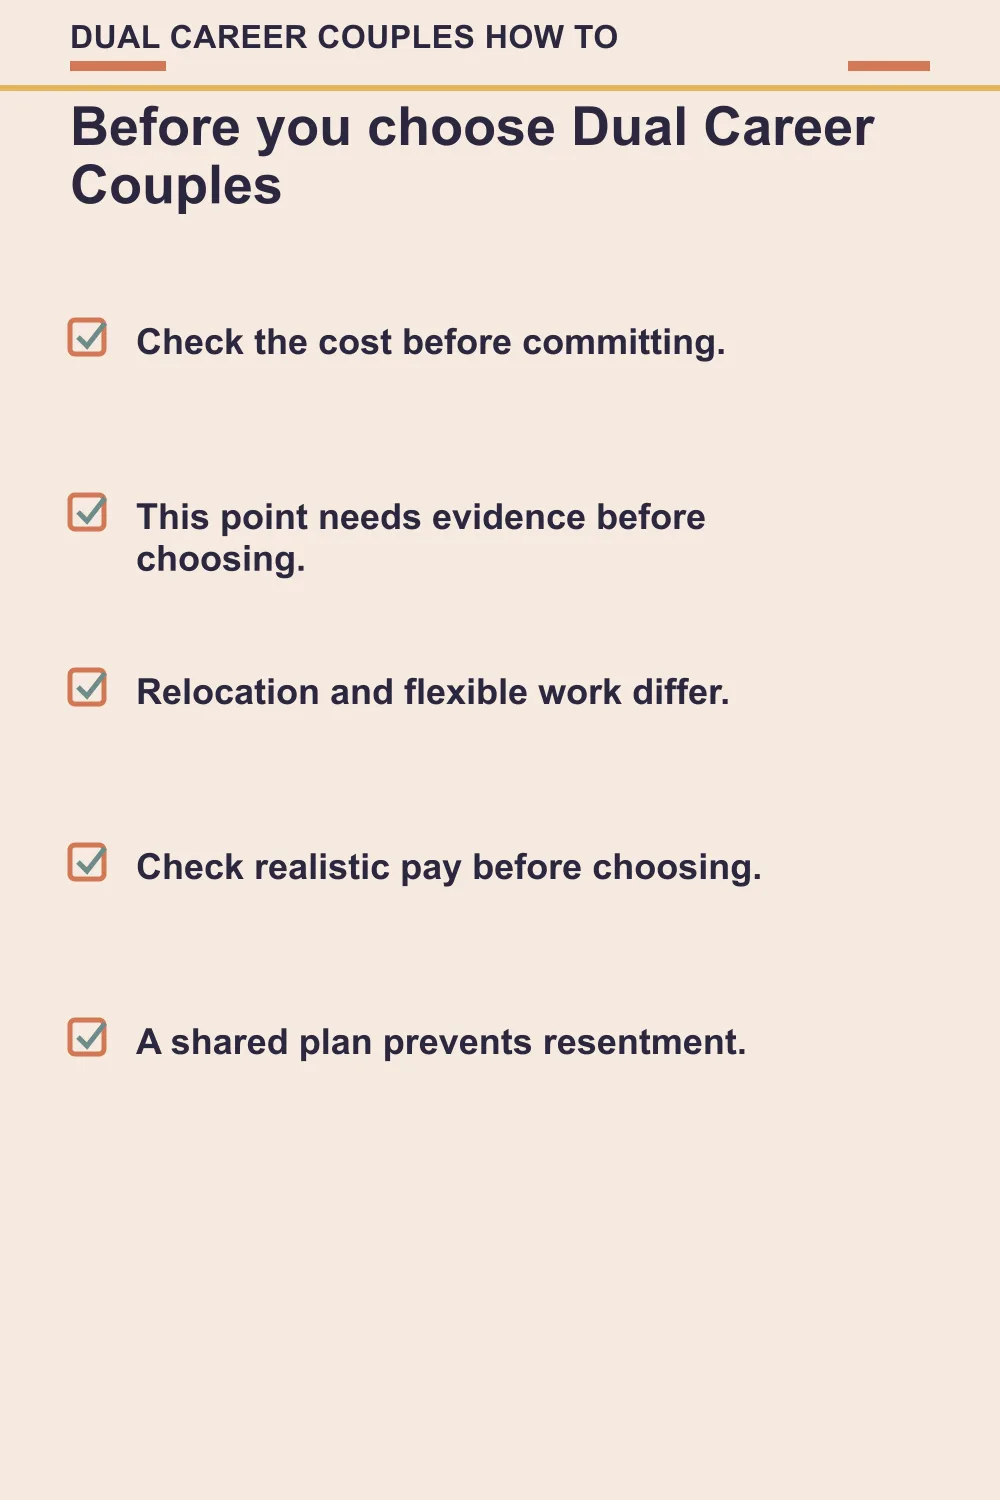 DUAL CAREER COUPLES HOW TO
Before you choose Dual Career
Couples
Check the cost before committing.
This point needs evidence before
choosing.
Relocation and flexible work differ.
Check realistic pay before choosing.
A shared plan prevents resentment.